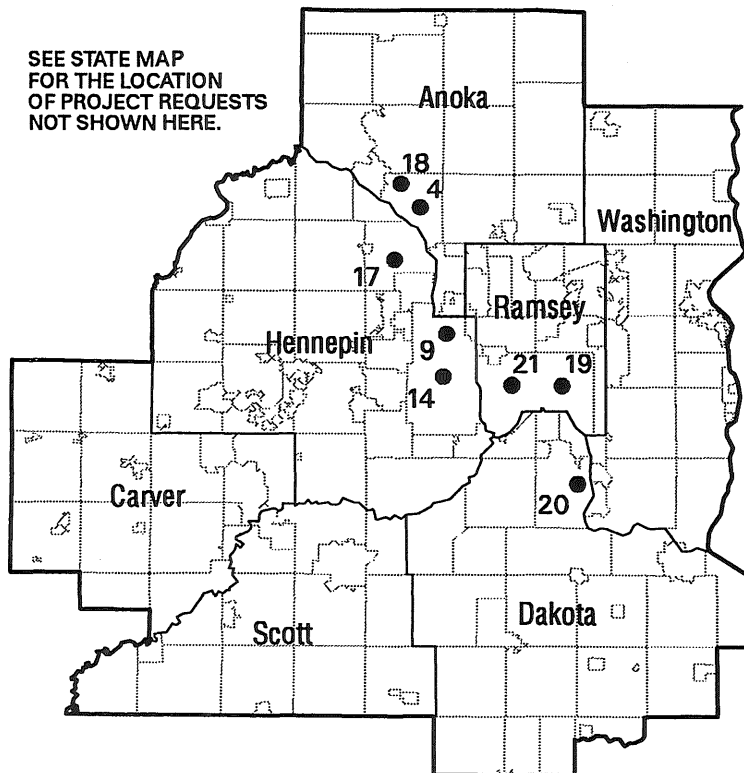 SEE STATE MAP
FOR THE LOCATION
OF PROJECT REQUESTS
NOT SHOWN HERE.
Anoka
18
4
Washington
17
Ramsey
Hennepin
9
21 19
14
20
Carver
Dakota
Scott